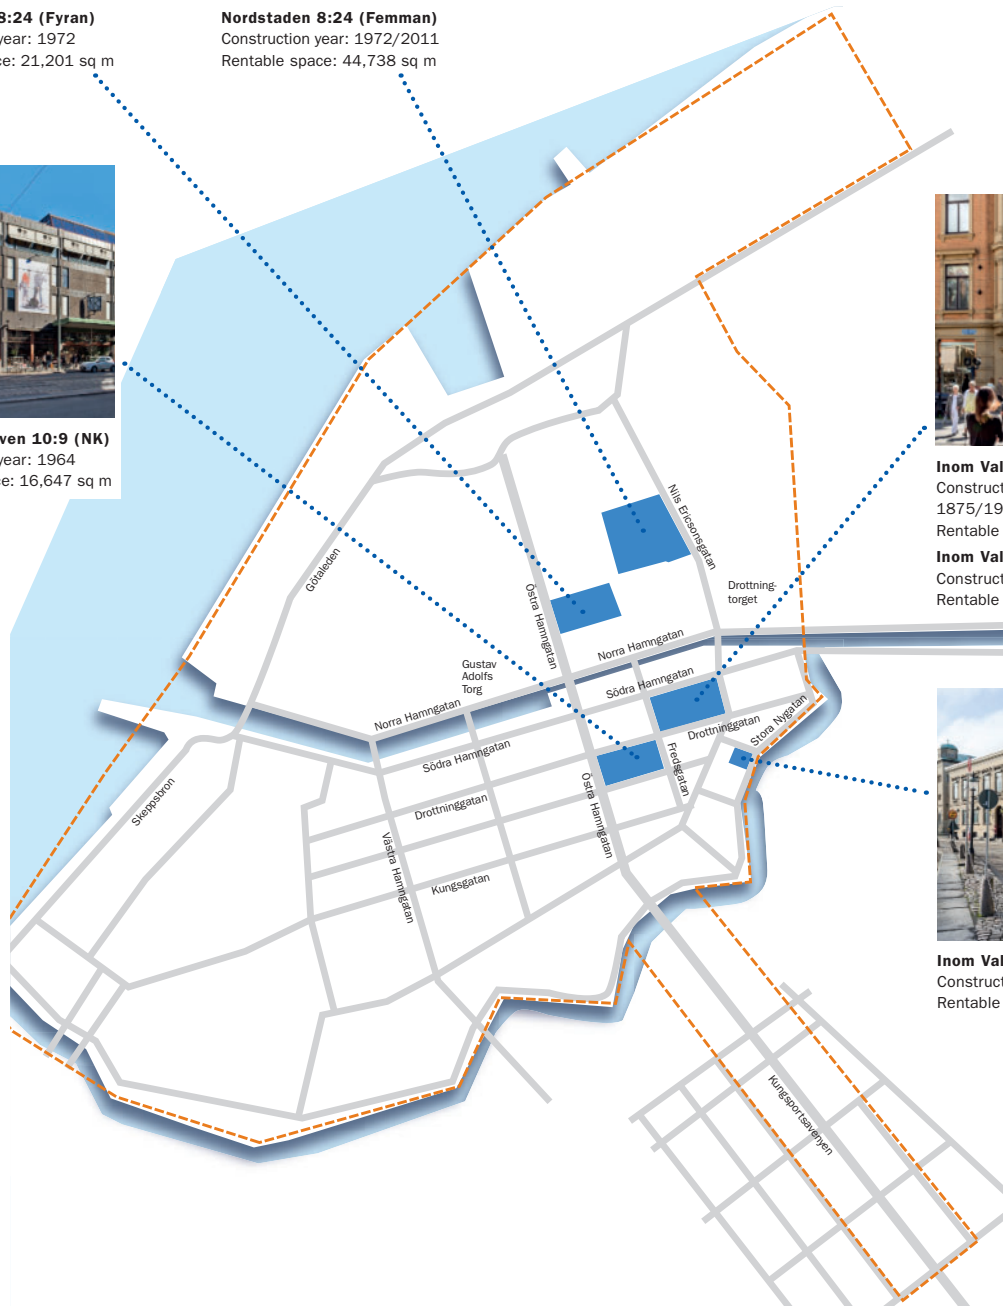 8:24 (Fyran)
year: 1972
ce: 21,201 sq m
Nordstaden 8:24 (Femman)
Construction year: 1972/2011
Rentable space: 44,738 sq m
ven 10:9 (NK)
year: 1964
ce: 16,647 sq m
Inom Val
Construct
1875/19
Rentable
Inom Val
Construct
Rentable
Inom Val
Construct
Rentable
Nils Ericsonsgatan
Götaleden
Östra Hamngatan
Drottning-
torget
Norra Hamngatan
Gustav
Adolfs
Torg
Södra Hamngatan
Norra Hamngatan
Stora Nygatan
Drottninggatan
Södra Hamngatan
Fredsgatan
Skeppsbron
Östra Hamngatan
Drottninggatan
Västra Hamngatan
Kungsgatan
Kungsportsavenyen